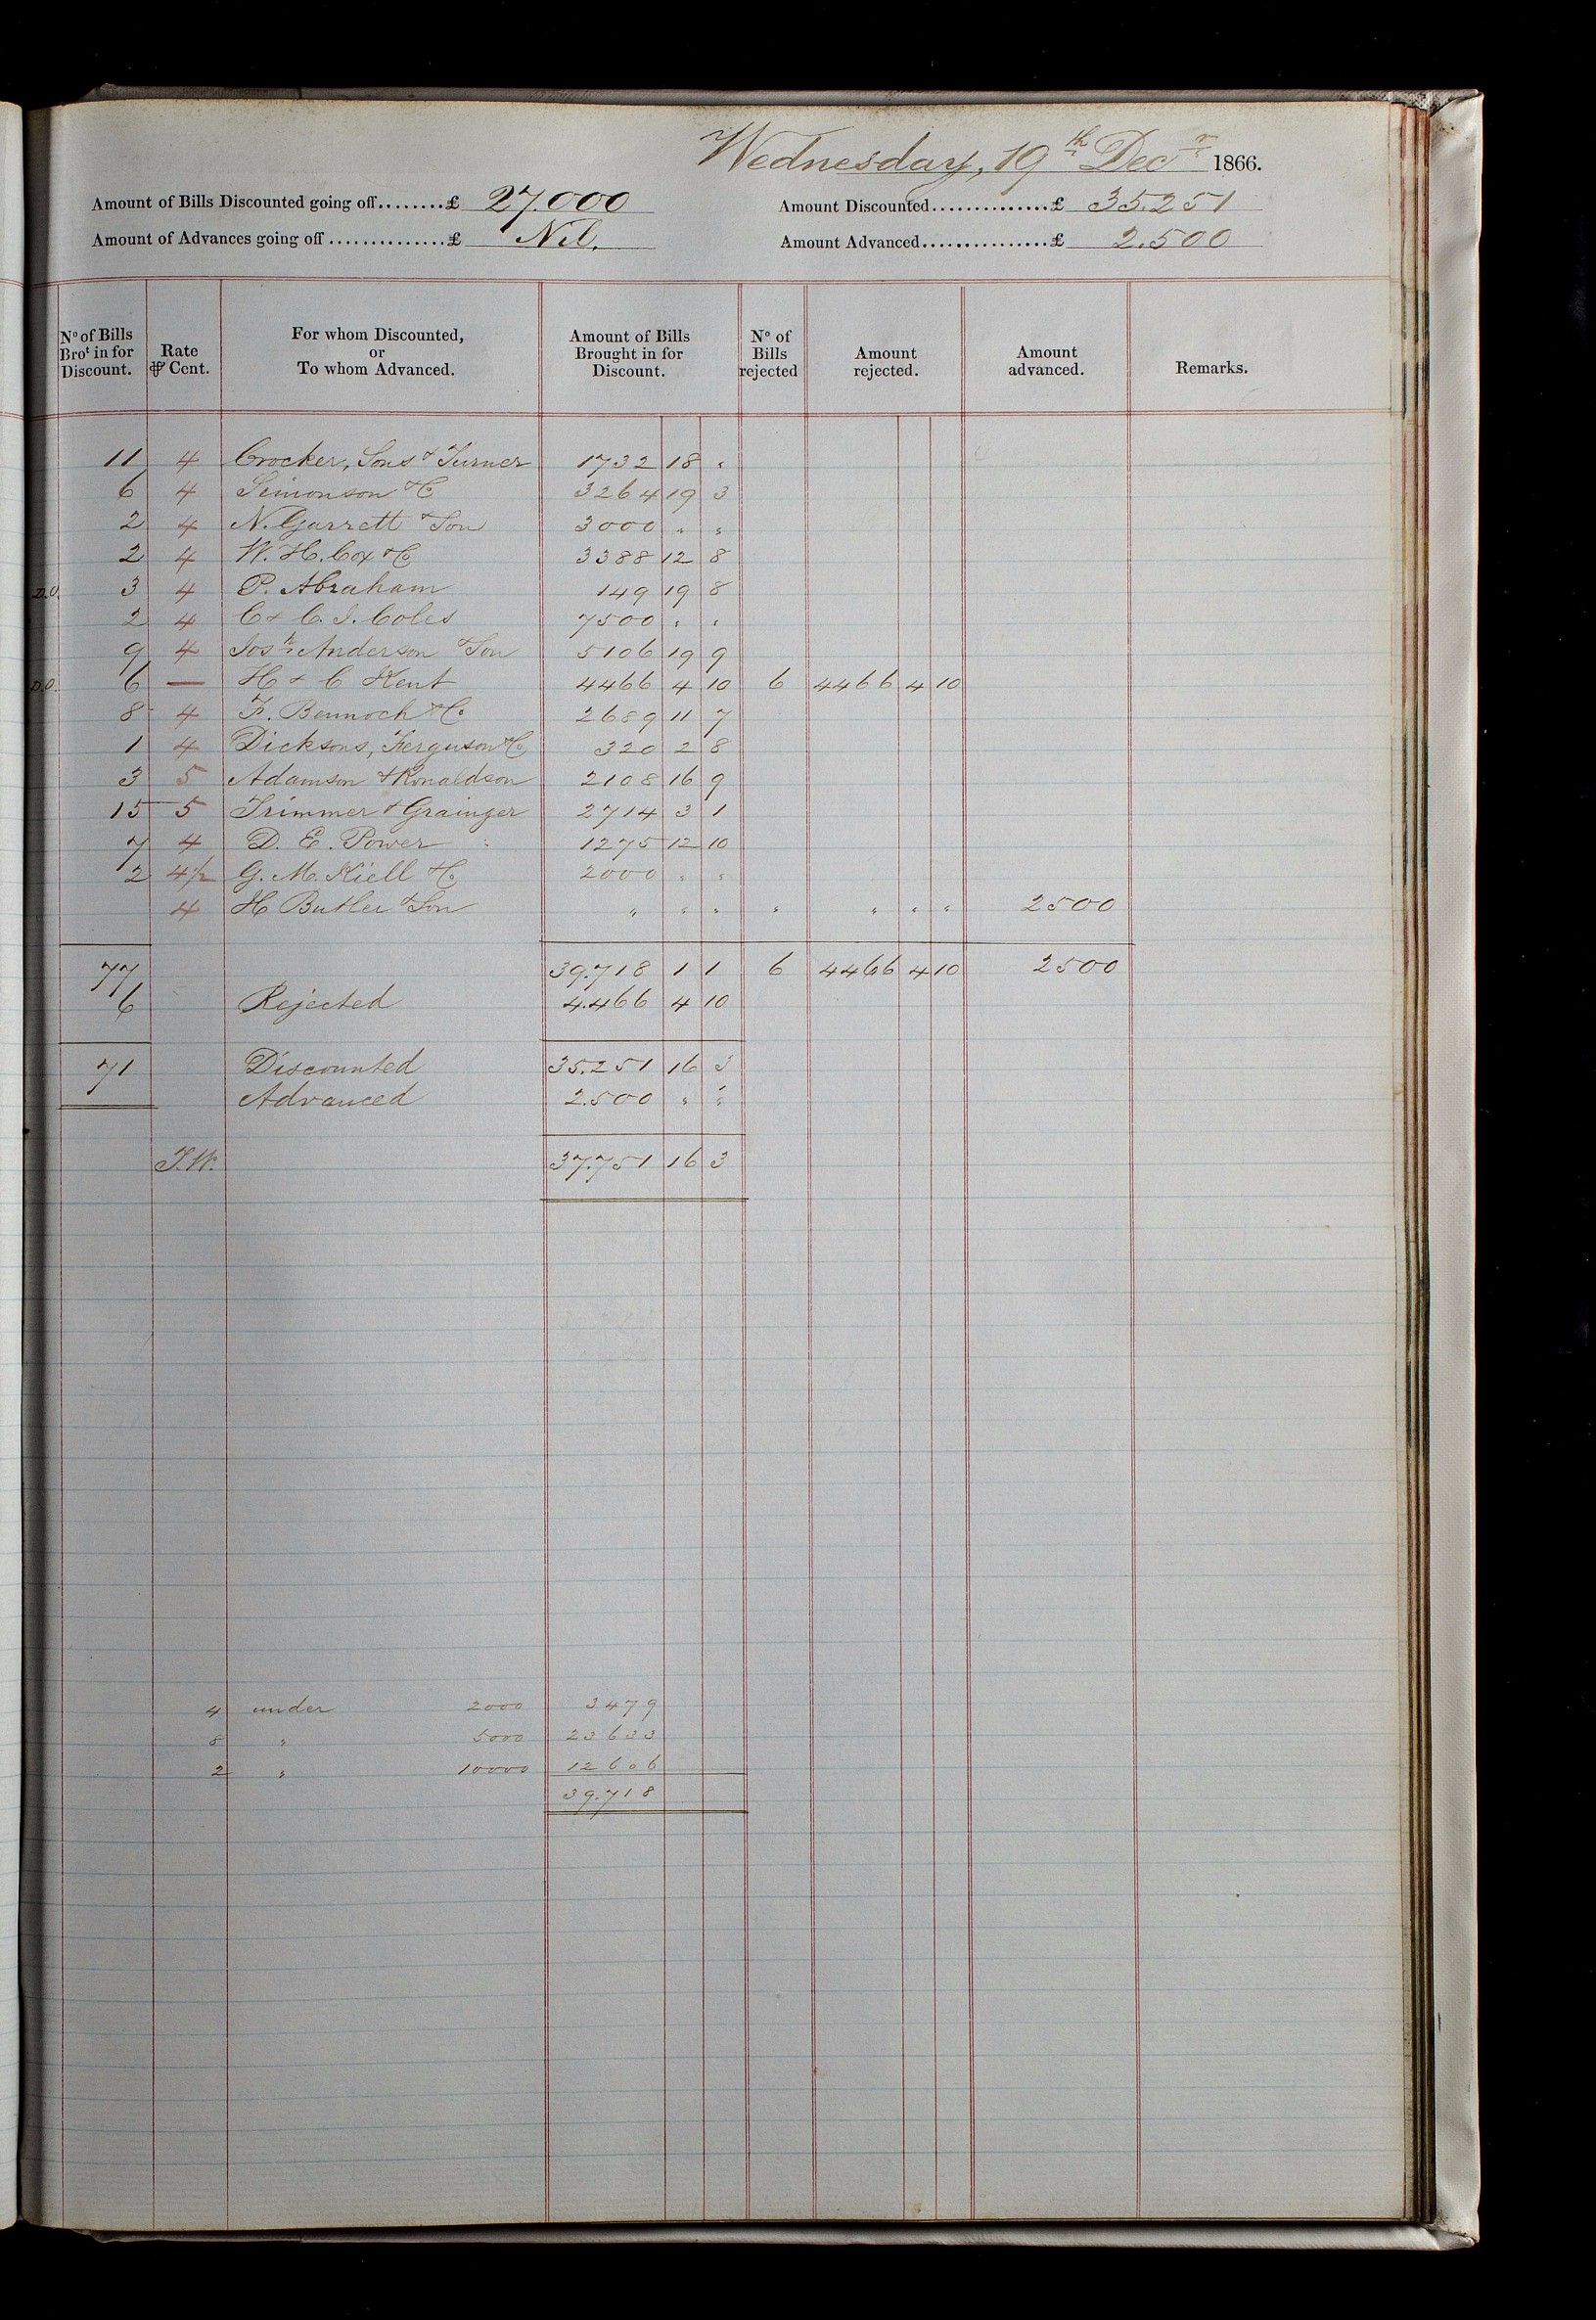 Wednesday, 19th Decr 1866.
Amount of Bills Discounted going off........£ 27.000
Amount Discounted..............£ 35.251
Amount of Advances going off..............£ Nil.
Amount Advanced...............£ 2.500
No of Bills Brot in for Discount. Rate ⅌ Cent. For whom Discounted, or To whom Advanced. Amount of Bills Brought in for Discount. No of Bills rejected Amount rejected. Amount advanced. Remarks.
11 4 Crocker, Sons & Turner 1732 18 "
6 4 Simonson & Co 3264 19 3
2 4 N. Garrett & Son 3000 " "
2 4 W. H. Cox & Co 3388 12 8
D.O. 3 4 P. Abraham 149 19 8
2 4 C & C. J. Coles 7500 " "
9 4 Josh Anderson & Son 5106 19 9
D.O. 6 — H & C Kent 4466 4 10 6 4466 4 10
8 4 F. Bennoch & Co 2689 11 7
1 4 Dicksons, Ferguson & Co 320 2 8
3 5 Adamson & Ronaldson 2108 16 9
15 5 Trimmer & Grainger 2714 3 1
7 4 D. E. Power 1275 12 10
2 4½ G. M. Kiell & Co 2000 " "
4 H Butler & Son " " " " " " " 2500
77 39.718 1 1 6 4466 4 10 2500
6 Rejected 4.466 4 10
71 Discounted 35.251 16 3
Advanced 2.500 " "
J.W. 37.751 16 3
4 under 2000 3479
8 " 5000 23633
2 " 10000 12606
39.718